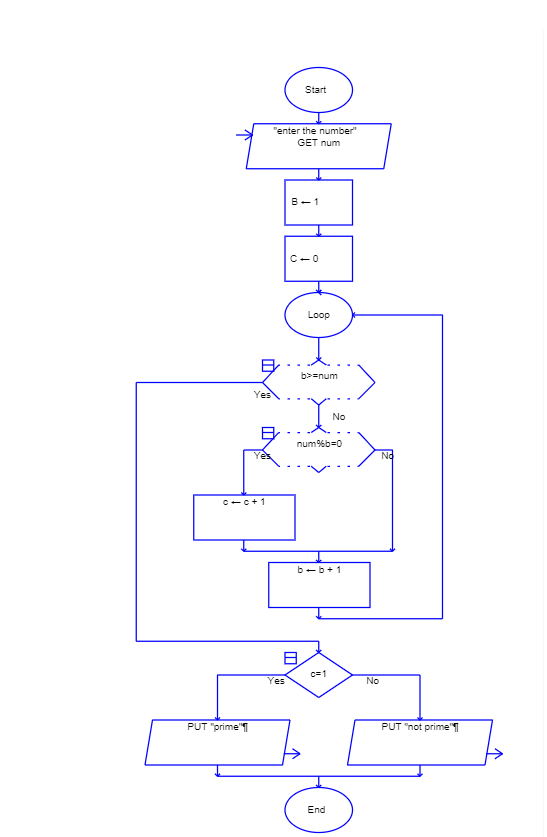 Start
"enter the number"
GET num
B ← 1
C ← 0
Loop
b>=num
Yes
No
num%b=0
Yes
No
c ← c + 1
b ← b + 1
c=1
Yes
No
PUT "prime"¶
PUT "not prime"¶
End